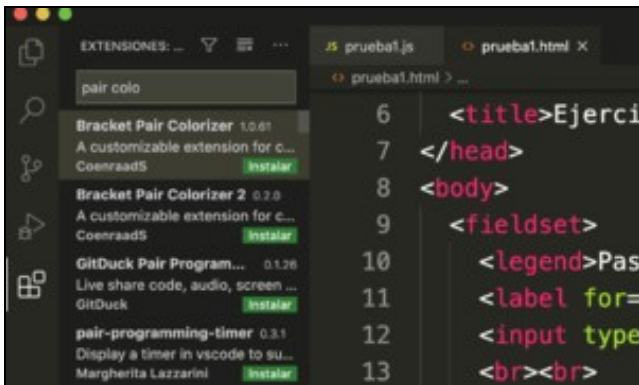 EXTENSIONES: ...
pair colo
Bracket Pair Colorizer 1.0.61
A customizable extension for c...
CoenraadS Instalar
Bracket Pair Colorizer 2 0.2.0
A customizable extension for c...
CoenraadS Instalar
GitDuck Pair Program... 0.1.26
Live share code, audio, screen ...
GitDuck Instalar
pair-programming-timer 0.3.1
Display a timer in vscode to su...
Margherita Lazzarini Instalar
JS prueba1.js <> prueba1.html ×
<> prueba1.html > ...
6 <title>Ejerci
7 </head>
8 <body>
9 <fieldset>
10 <legend>Pas
11 <label for=
12 <input type
13 <br><br>